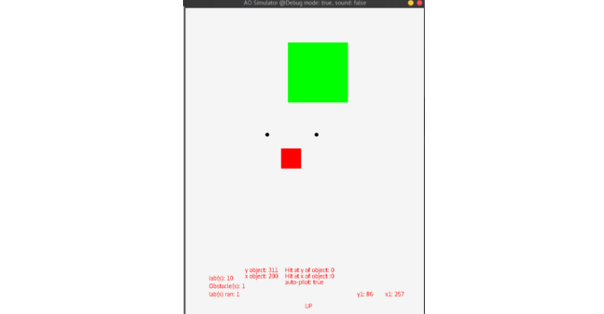 AO Simulator @Debug mode: true, sound: false
y object: 311 Hit at y of object: 0
lab(s): 10 x object: 200 Hit at x of object :0
Obstacle(s): 1 auto-pilot: true
lab(s) ran: 1 y1: 86 x1: 257
UP